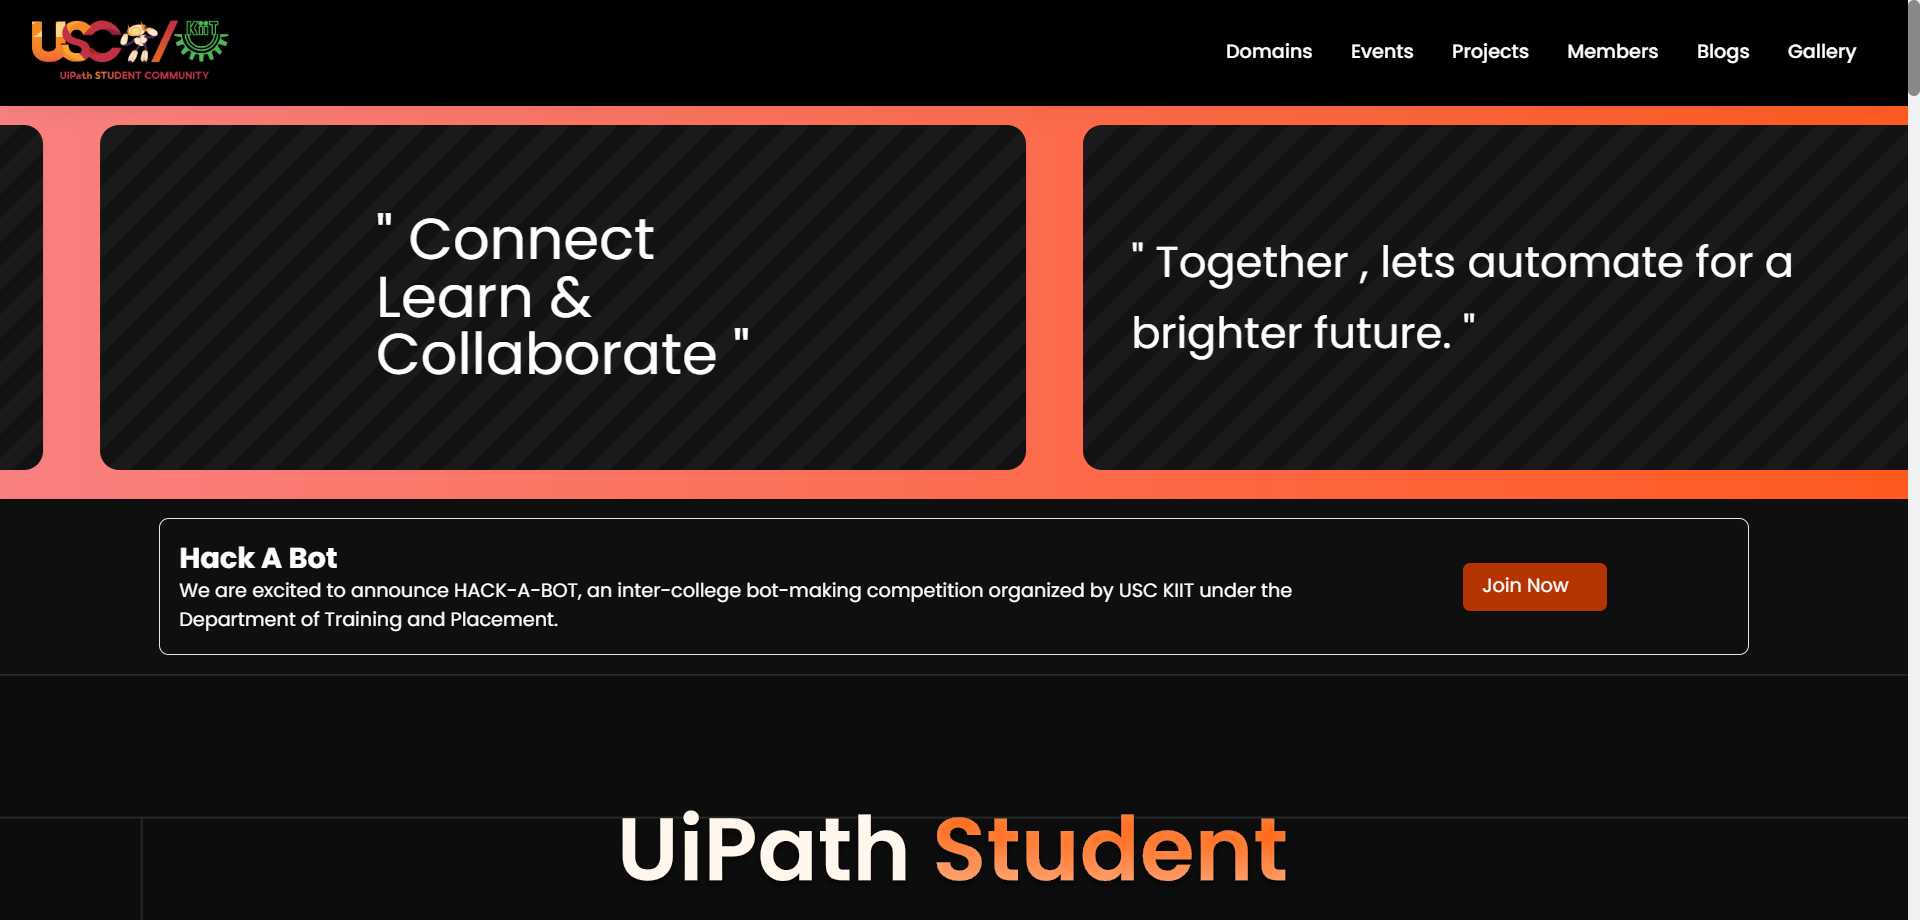 USC / KiiT
UiPath STUDENT COMMUNITY
Domains Events Projects Members Blogs Gallery
" Connect
Learn &
Collaborate "
" Together , lets automate for a
brighter future. "
Hack A Bot
We are excited to announce HACK-A-BOT, an inter-college bot-making competition organized by USC KIIT under the
Department of Training and Placement.
Join Now
UiPath Student